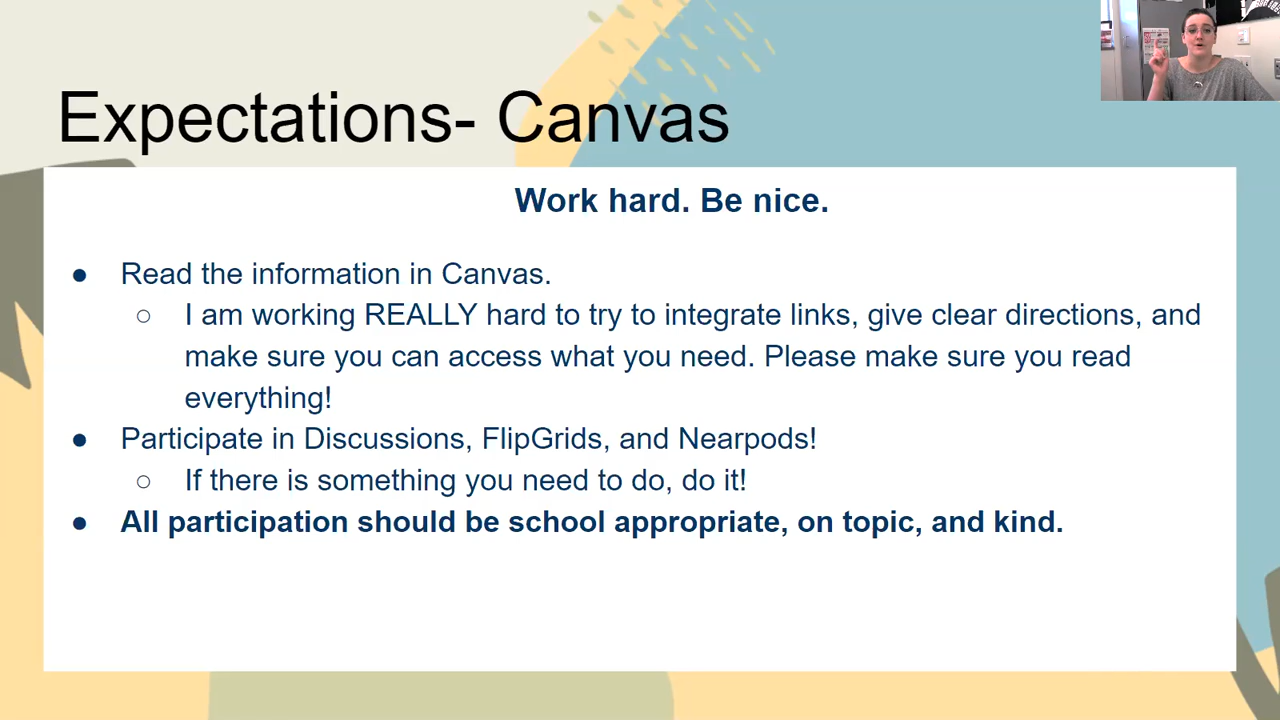 Expectations- Canvas
Work hard. Be nice.
● Read the information in Canvas.
○ I am working REALLY hard to try to integrate links, give clear directions, and
make sure you can access what you need. Please make sure you read
everything!
● Participate in Discussions, FlipGrids, and Nearpods!
○ If there is something you need to do, do it!
● All participation should be school appropriate, on topic, and kind.